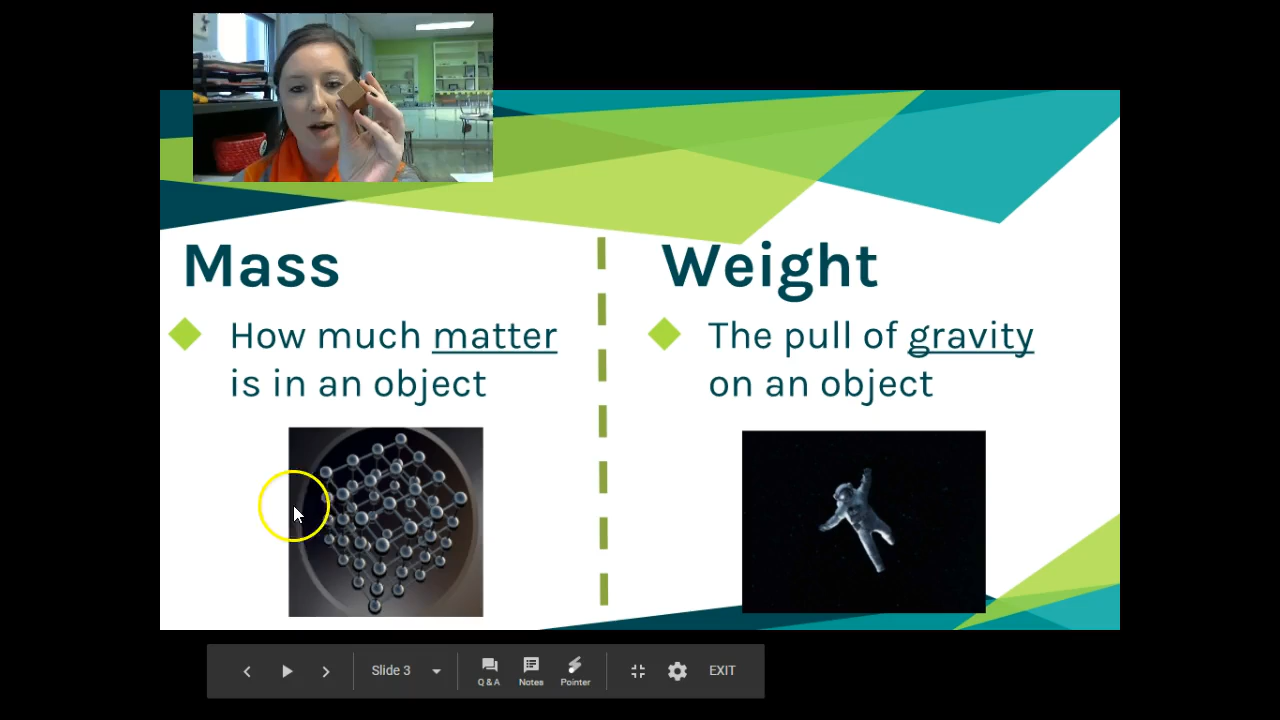 Mass
How much matter
is in an object
Weight
The pull of gravity
on an object
Slide 3
Q & A
Notes
Pointer
EXIT